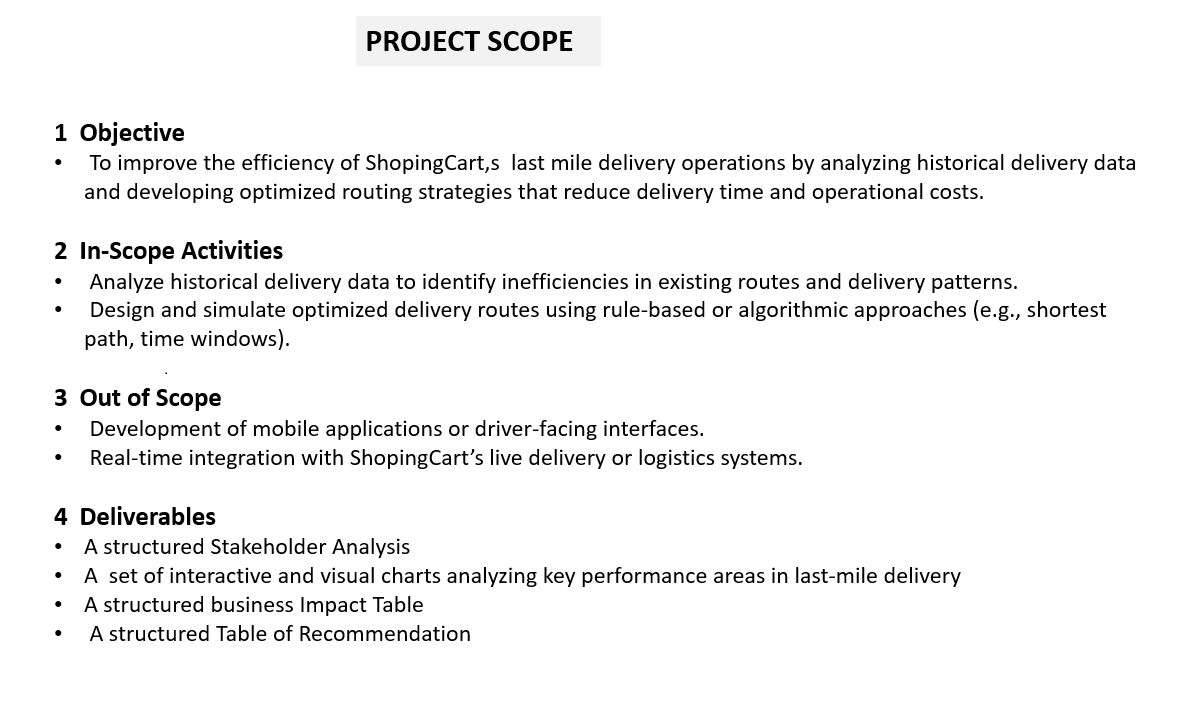 PROJECT SCOPE
1 Objective
• To improve the efficiency of ShopingCart,s last mile delivery operations by analyzing historical delivery data
and developing optimized routing strategies that reduce delivery time and operational costs.
2 In-Scope Activities
• Analyze historical delivery data to identify inefficiencies in existing routes and delivery patterns.
• Design and simulate optimized delivery routes using rule-based or algorithmic approaches (e.g., shortest
path, time windows).
.
3 Out of Scope
• Development of mobile applications or driver-facing interfaces.
• Real-time integration with ShopingCart’s live delivery or logistics systems.
4 Deliverables
• A structured Stakeholder Analysis
• A set of interactive and visual charts analyzing key performance areas in last-mile delivery
• A structured business Impact Table
• A structured Table of Recommendation